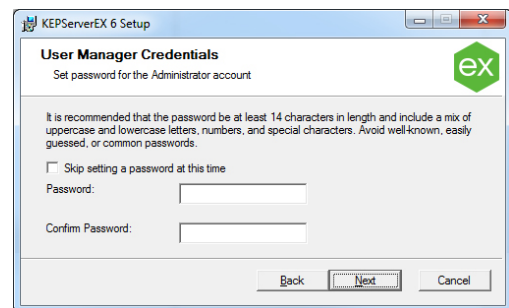 KEPServerEX 6 Setup
User Manager Credentials
Set password for the Administrator account
ex
It is recommended that the password be at least 14 characters in length and include a mix of
uppercase and lowercase letters, numbers, and special characters. Avoid well-known, easily
guessed, or common passwords.
Skip setting a password at this time
Password:
Confirm Password:
Back Next Cancel